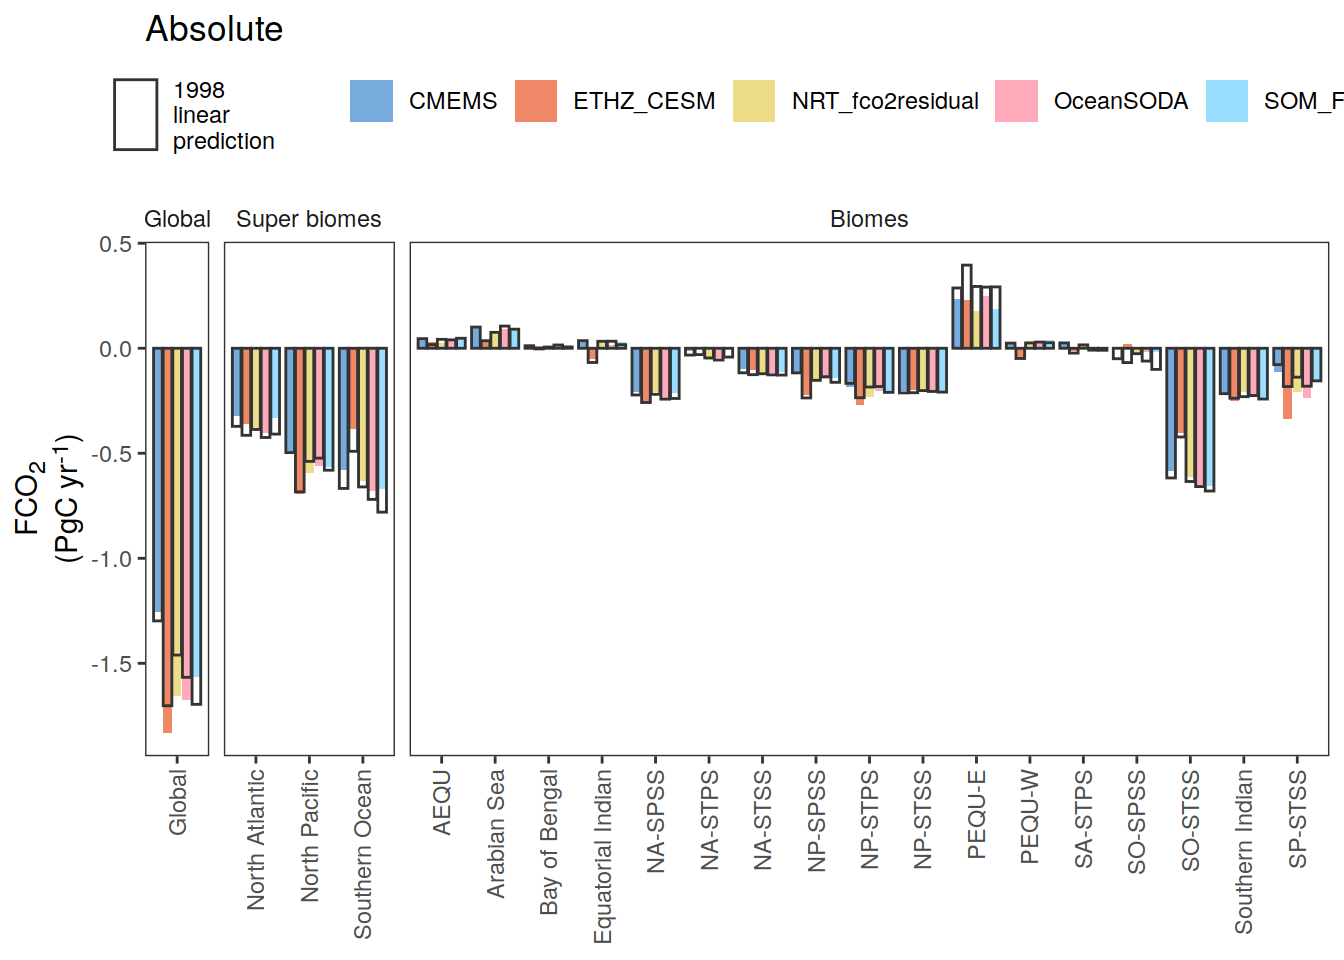 Absolute
1998
linear
prediction
CMEMS
ETHZ_CESM
NRT_fco2residual
OceanSODA
SOM_F
Global
Super biomes
Biomes
0.5
0.0
-0.5
-1.0
-1.5
FCO2
(PgC yr-1)
Global
North Atlantic
North Pacific
Southern Ocean
AEQU
Arabian Sea
Bay of Bengal
Equatorial Indian
NA-SPSS
NA-STPS
NA-STSS
NP-SPSS
NP-STPS
NP-STSS
PEQU-E
PEQU-W
SA-STPS
SO-SPSS
SO-STSS
Southern Indian
SP-STSS